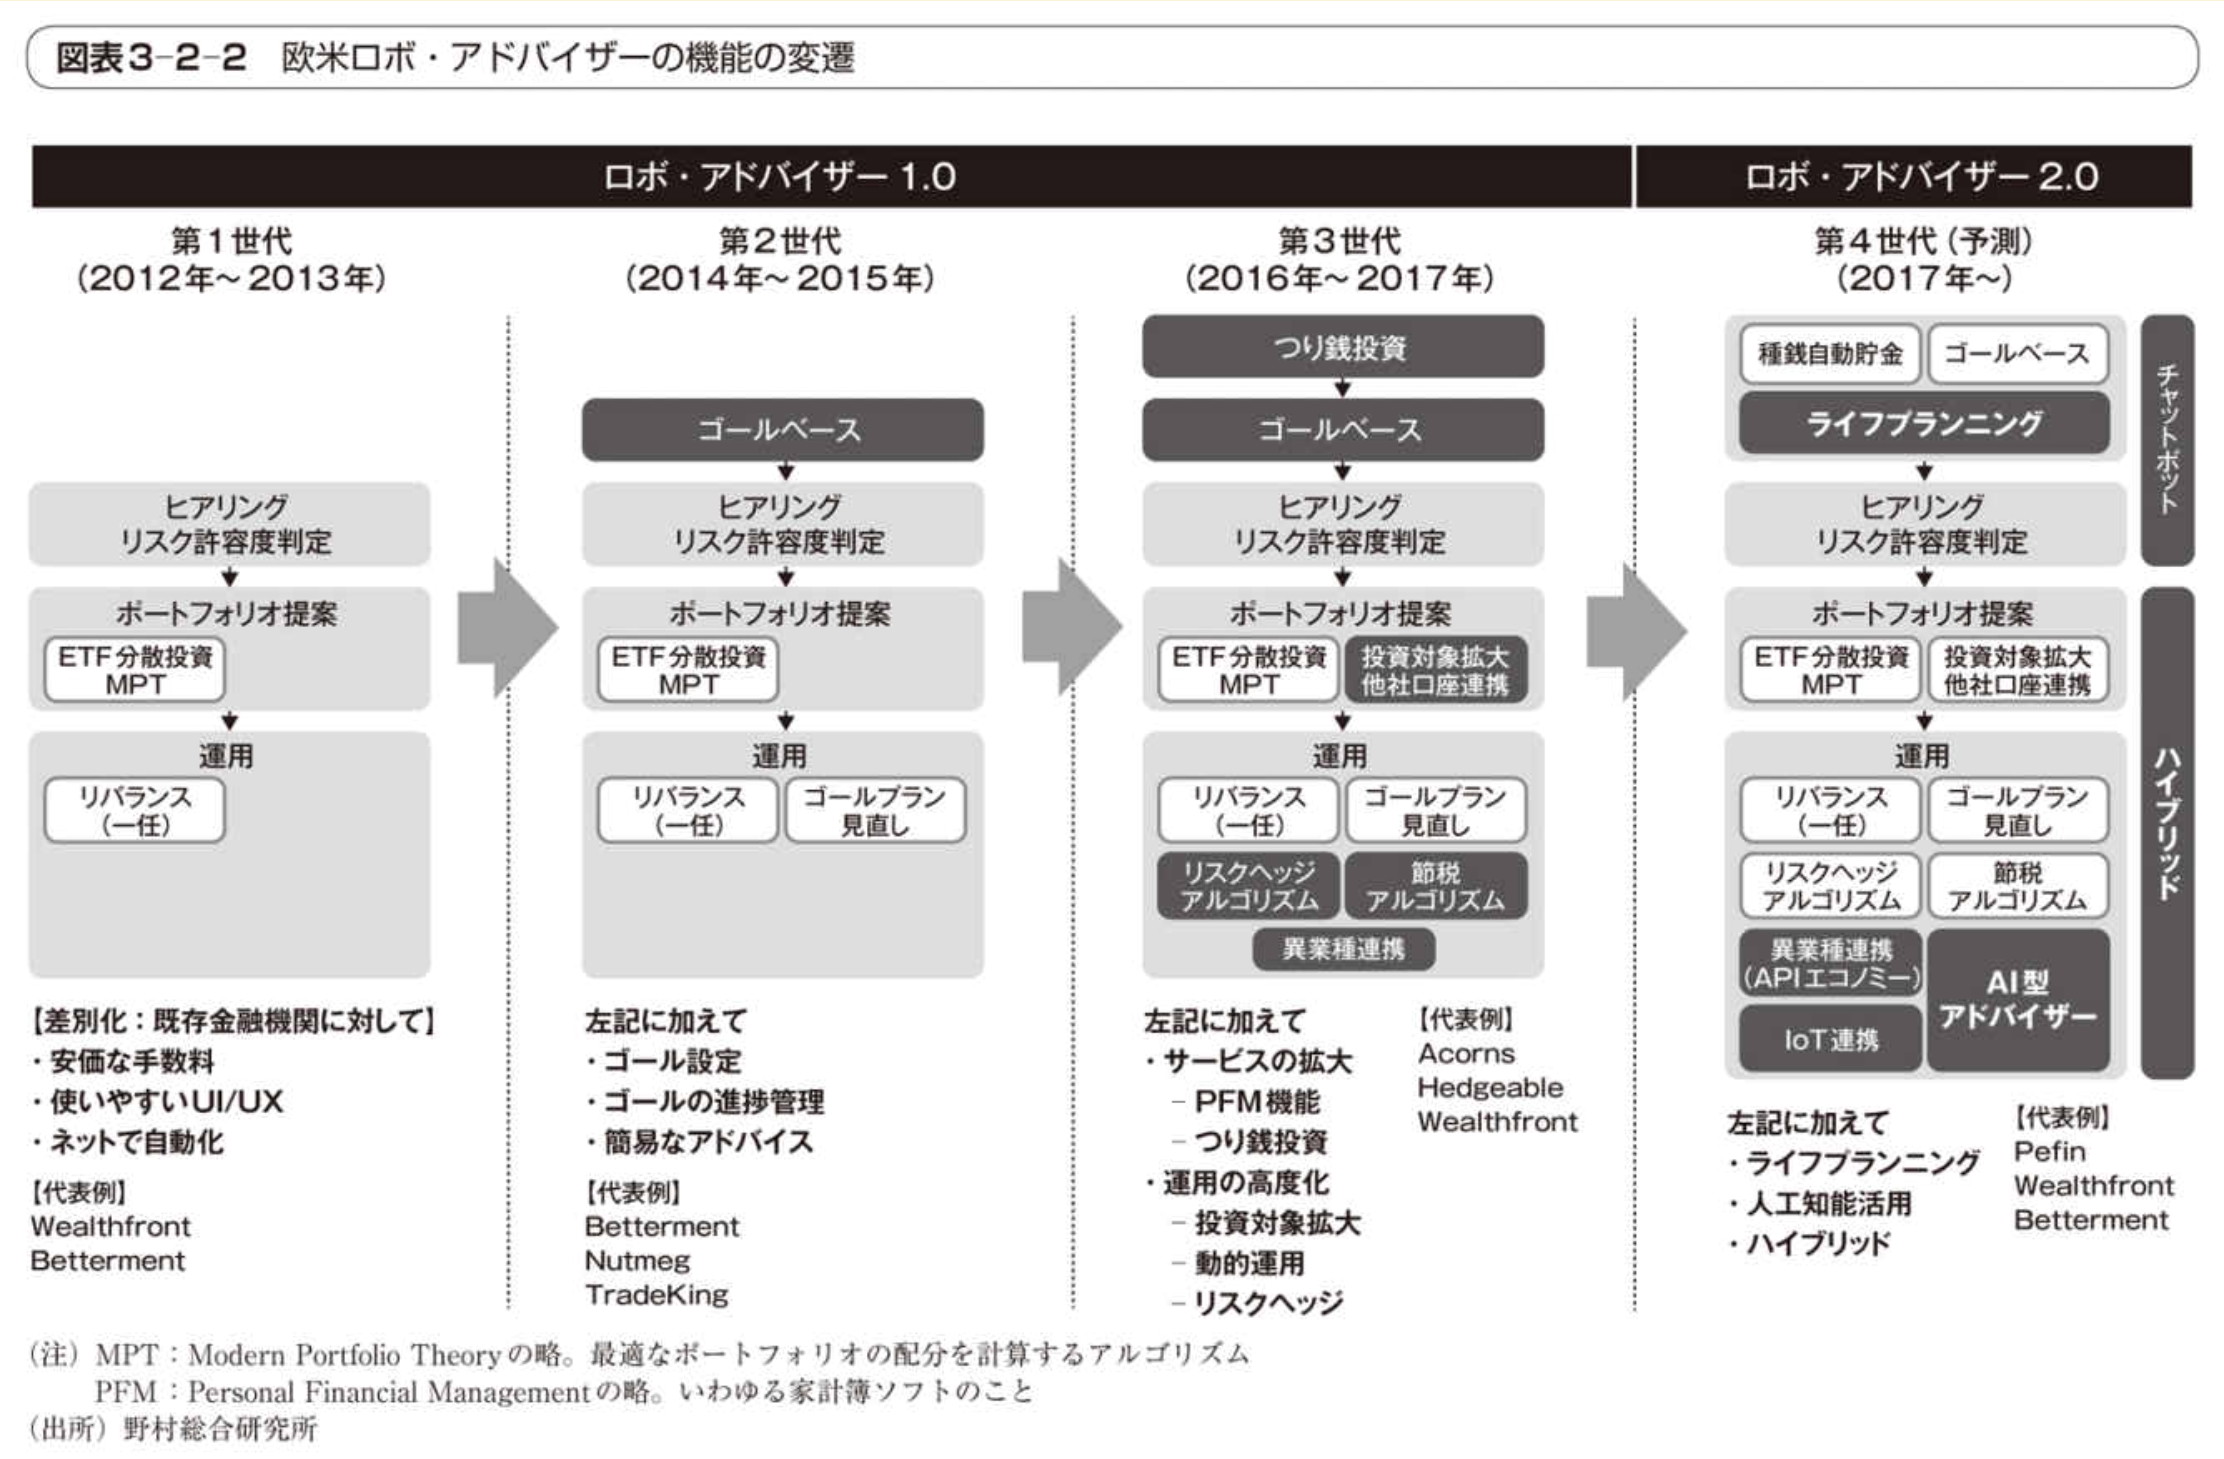 図表3-2-2 欧米ロボ・アドバイザーの機能の変遷
ロボ・アドバイザー 1.0
第1世代
（2012年～2013年）
ヒアリング
リスク許容度判定
ポートフォリオ提案
ETF分散投資
MPT
運用
リバランス
（一任）
【差別化：既存金融機関に対して】
・安価な手数料
・使いやすいUI/UX
・ネットで自動化
【代表例】
Wealthfront
Betterment
第2世代
（2014年～2015年）
ゴールベース
ヒアリング
リスク許容度判定
ポートフォリオ提案
ETF分散投資
MPT
運用
リバランス
（一任）
ゴールプラン
見直し
左記に加えて
・ゴール設定
・ゴールの進捗管理
・簡易なアドバイス
【代表例】
Betterment
Nutmeg
TradeKing
第3世代
（2016年～2017年）
つり銭投資
ゴールベース
ヒアリング
リスク許容度判定
ポートフォリオ提案
ETF分散投資
MPT
投資対象拡大
他社口座連携
運用
リバランス
（一任）
ゴールプラン
見直し
リスクヘッジ
アルゴリズム
節税
アルゴリズム
異業種連携
左記に加えて
・サービスの拡大
－ PFM機能
－ つり銭投資
・運用の高度化
－ 投資対象拡大
－ 動的運用
－ リスクヘッジ
【代表例】
Acorns
Hedgeable
Wealthfront
ロボ・アドバイザー 2.0
第4世代（予測）
（2017年～）
種銭自動貯金
ゴールベース
ライフプランニング
チャットボット
ヒアリング
リスク許容度判定
ポートフォリオ提案
ETF分散投資
MPT
投資対象拡大
他社口座連携
運用
リバランス
（一任）
ゴールプラン
見直し
リスクヘッジ
アルゴリズム
節税
アルゴリズム
異業種連携
（APIエコノミー）
IoT連携
AI型
アドバイザー
ハイブリッド
左記に加えて
・ライフプランニング
・人工知能活用
・ハイブリッド
【代表例】
Pefin
Wealthfront
Betterment
（注）MPT：Modern Portfolio Theoryの略。最適なポートフォリオの配分を計算するアルゴリズム
PFM：Personal Financial Managementの略。いわゆる家計簿ソフトのこと
（出所）野村総合研究所